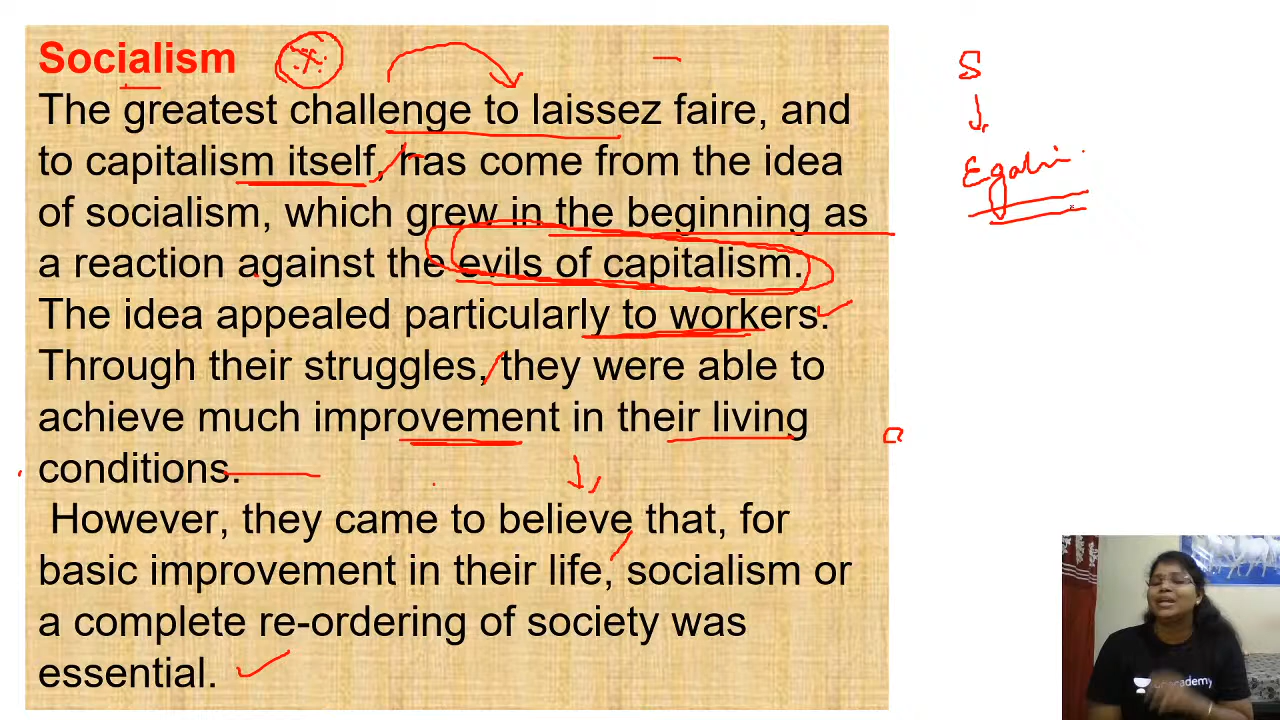 Socialism
The greatest challenge to laissez faire, and
to capitalism itself, has come from the idea
of socialism, which grew in the beginning as
a reaction against the evils of capitalism.
The idea appealed particularly to workers.
Through their struggles, they were able to
achieve much improvement in their living
conditions.
However, they came to believe that, for
basic improvement in their life, socialism or
a complete re-ordering of society was
essential.
S